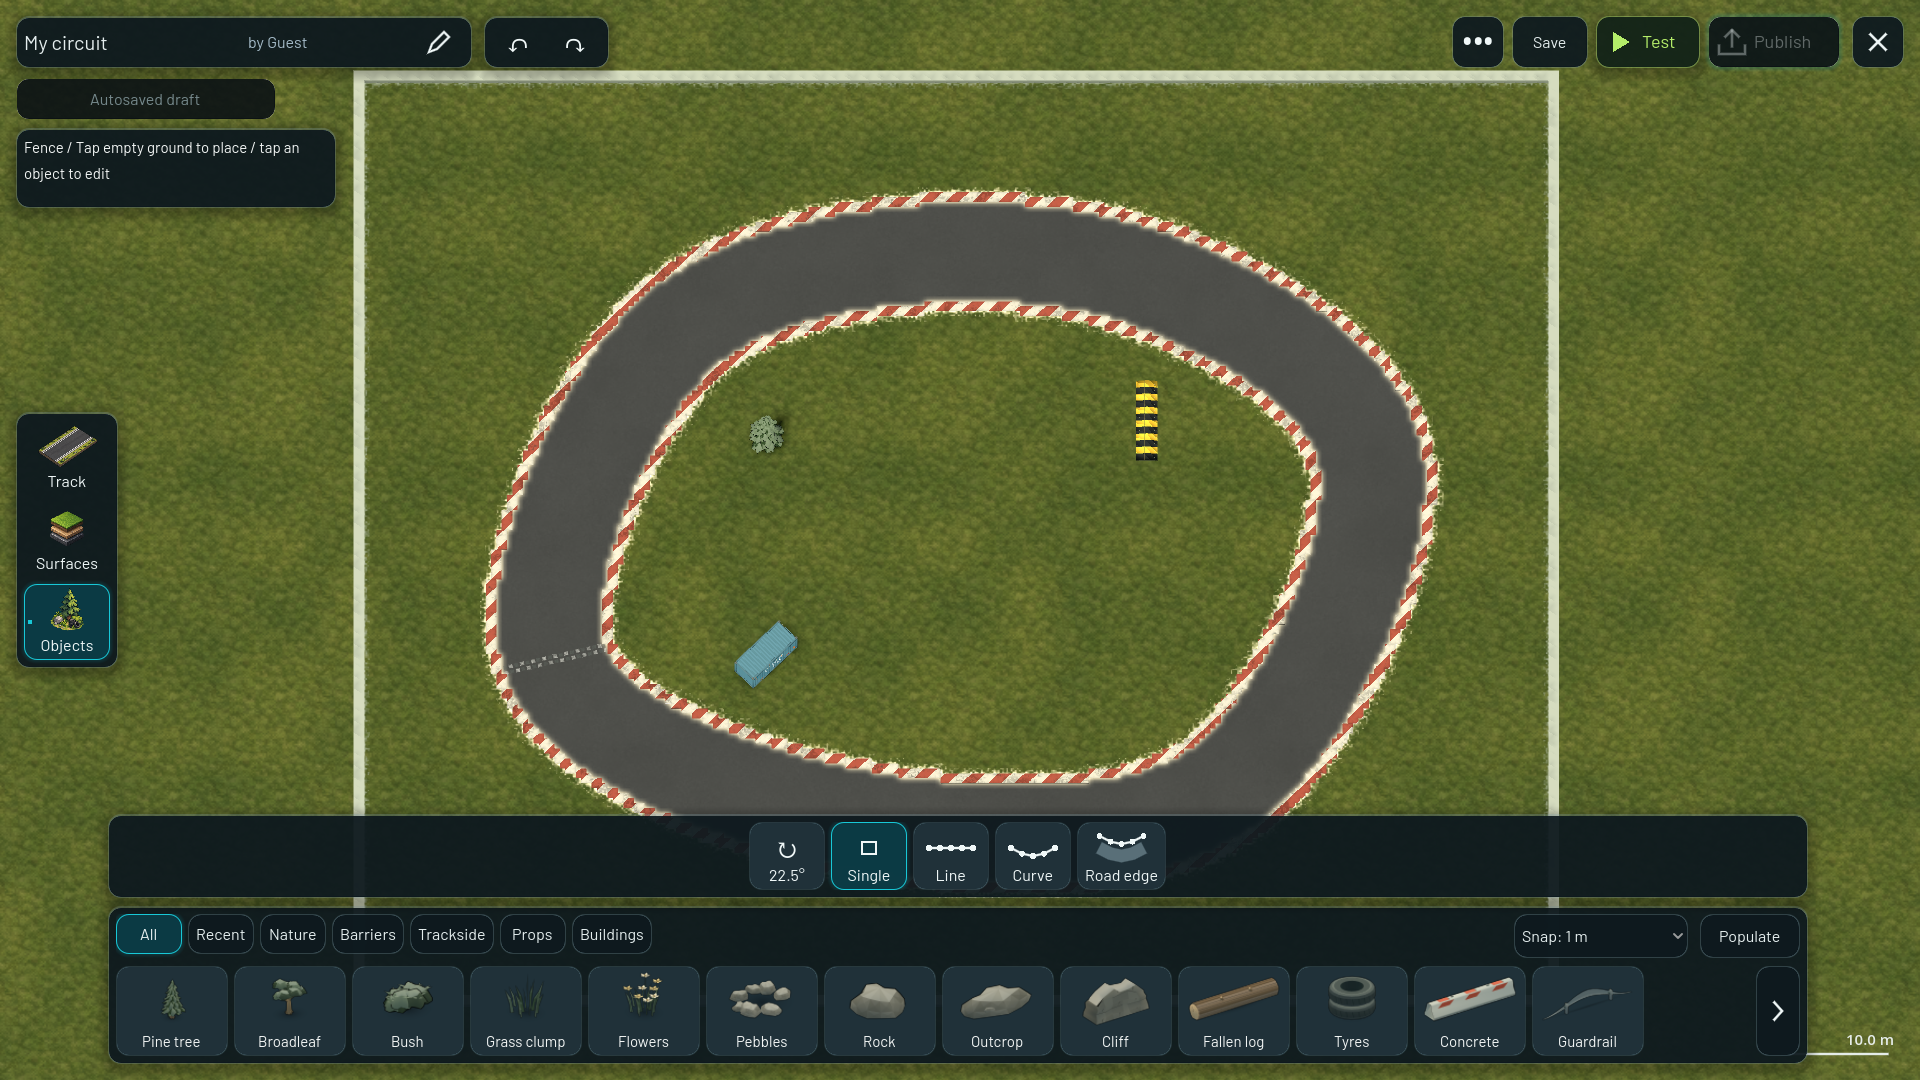 My circuit
by Guest
Save
Test
Publish
Autosaved draft
Fence / Tap empty ground to place / tap an
object to edit
Track
Surfaces
Objects
22.5°
Single
Line
Curve
Road edge
All
Recent
Nature
Barriers
Trackside
Props
Buildings
Snap: 1 m
Populate
Pine tree
Broadleaf
Bush
Grass clump
Flowers
Pebbles
Rock
Outcrop
Cliff
Fallen log
Tyres
Concrete
Guardrail
10.0 m